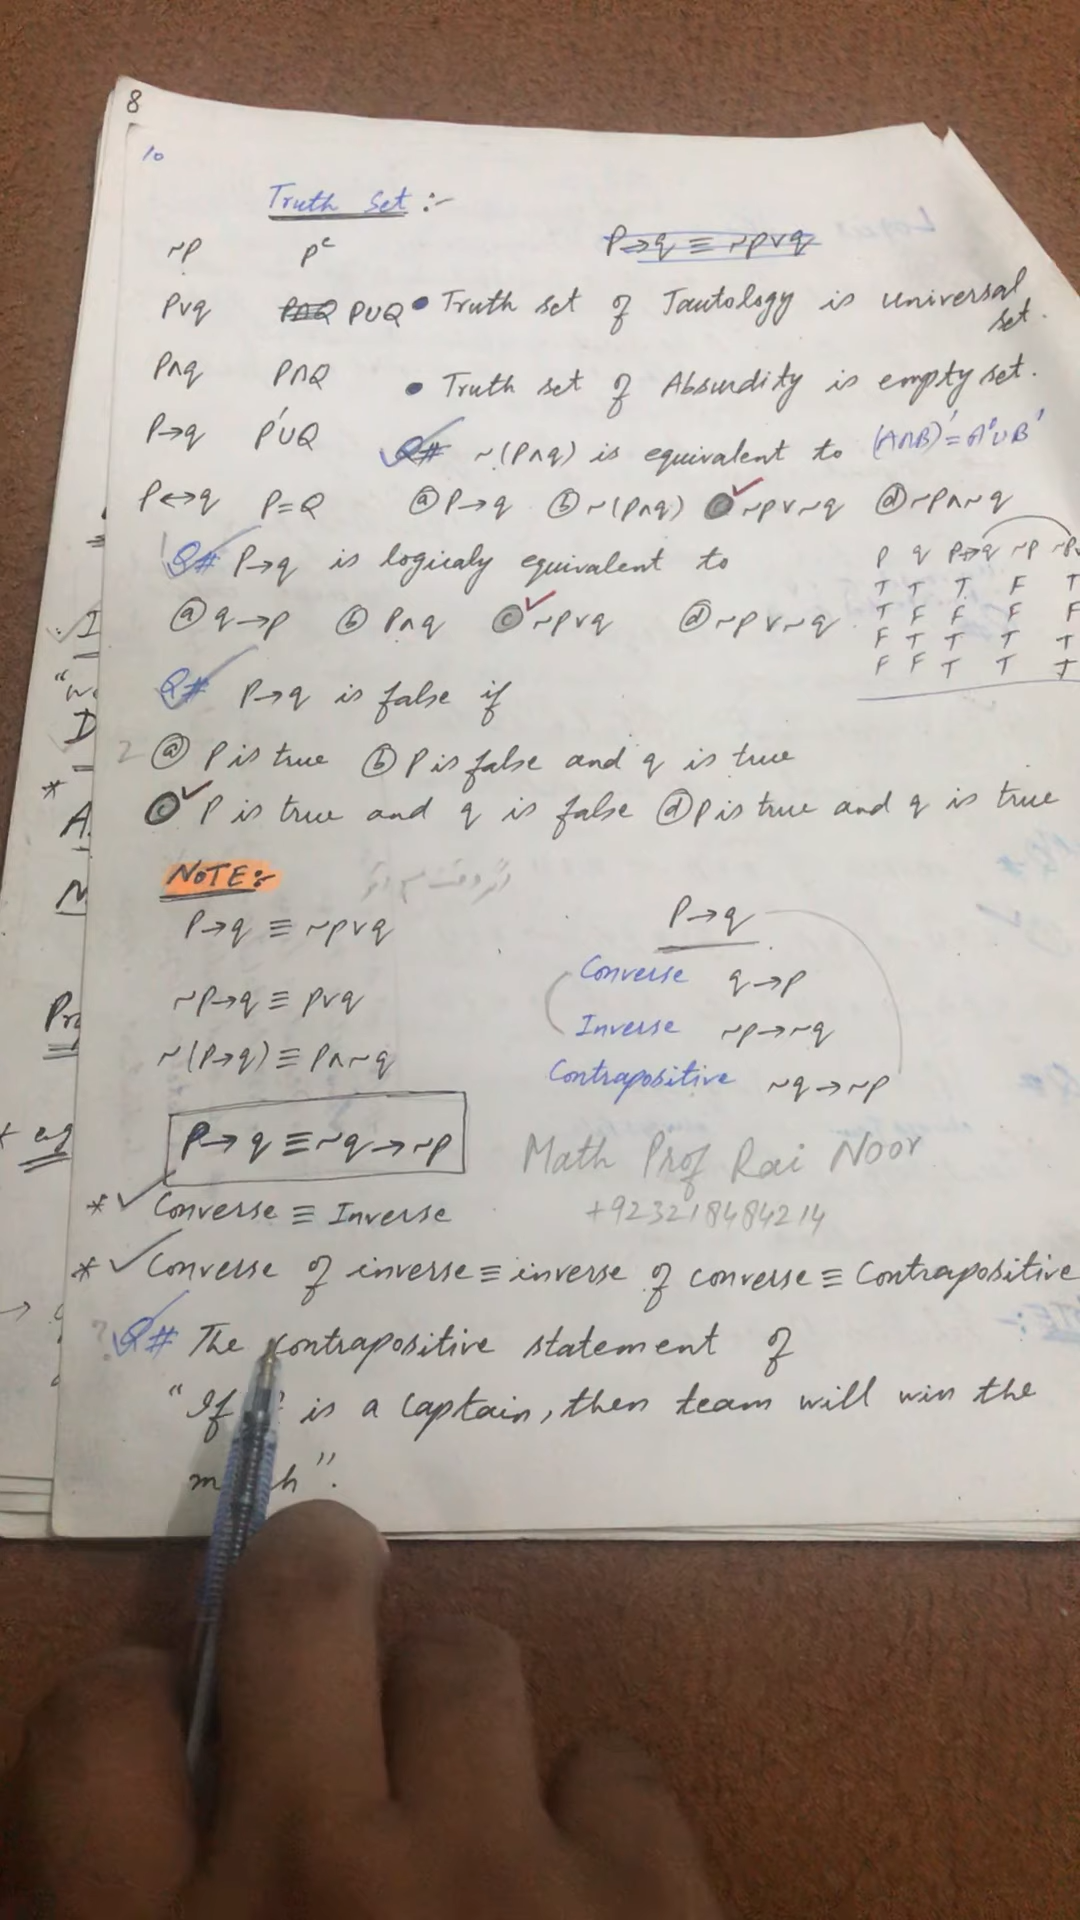 8
10
Truth Set :-
~p pᶜ
P→q ≡ ~p∨q
p∨q P∩Q P∪Q • Truth set of Tautology is universal set.
p∧q P∩Q • Truth set of Absurdity is empty set.
P→q P'∪Q Q# ~(P∧q) is equivalent to (A∩B)'=A'∪B'
P↔q P=Q ⓐ P→q ⓑ ~(p∧q) ⓒ ~p∨~q ⓓ ~p∧~q
Q# P→q is logicaly equivalent to
ⓐ q→p ⓑ P∧q ⓒ ~p∨q ⓓ ~p∨~q
P q P→q ~P
T T T F T
T F F F F
F T T T T
F F T T T
Q# P→q is false if
ⓐ P is true ⓑ P is false and q is true
ⓒ P is true and q is false ⓓ p is true and q is true
NOTE:-
P→q ≡ ~p∨q
~p→q ≡ p∨q
~(P→q) ≡ P∧~q
P→q ≡ ~q→~p
P→q
Converse q→p
Inverse ~p→~q
Contrapositive ~q→~p
Math Prof Rai Noor
+923218484214
* Converse ≡ Inverse
* Converse of inverse ≡ inverse of converse ≡ Contrapositive
Q# The contrapositive statement of
"If is a Captain, then team will win the
".